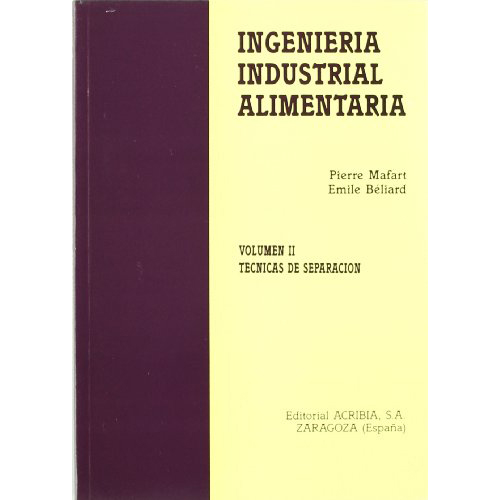 INGENIERIA
INDUSTRIAL
ALIMENTARIA
Pierre Mafart
Emile Béliard
VOLUMEN II
TECNICAS DE SEPARACION
Editorial ACRIBIA, S.A.
ZARAGOZA (España)